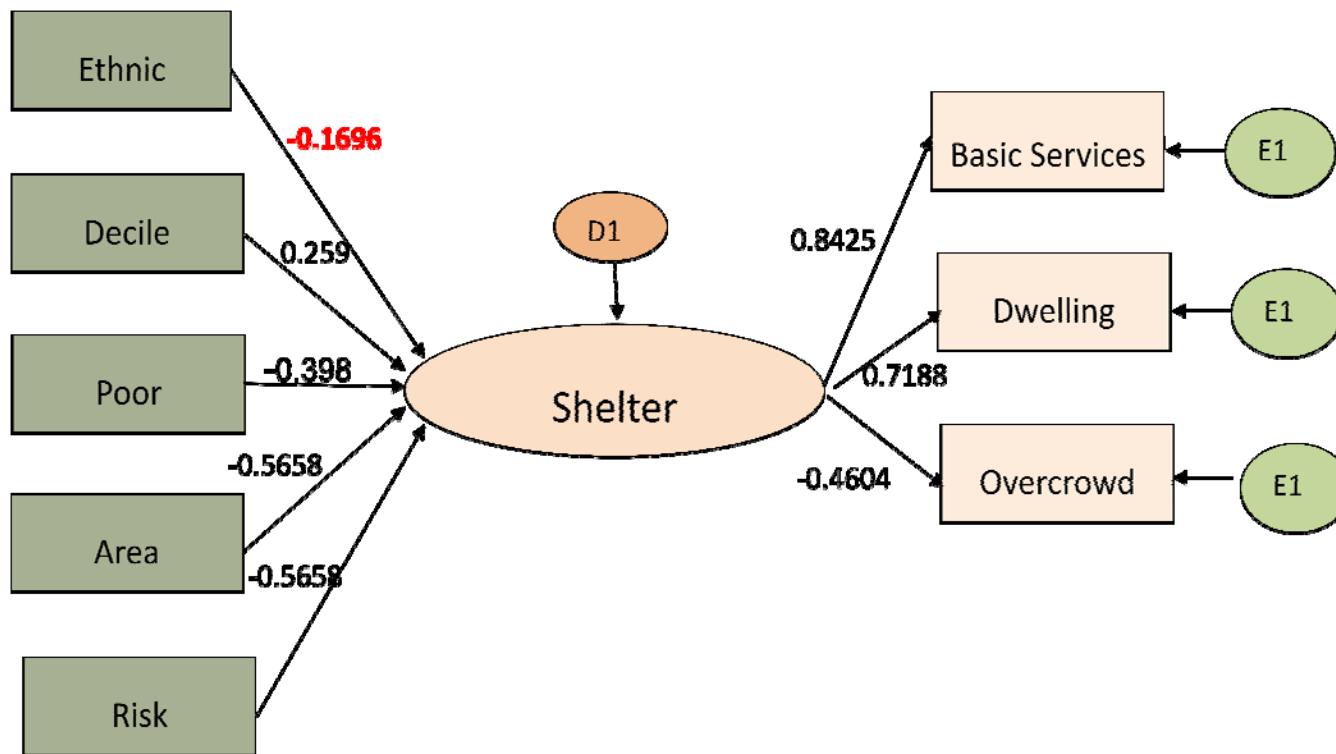 Ethnic
-0.1696
Decile
0.259
Poor
-0.398
Area
-0.5658
-0.5658
Risk
D1
Shelter
0.8425
0.7188
-0.4604
Basic Services
E1
Dwelling
E1
Overcrowd
E1